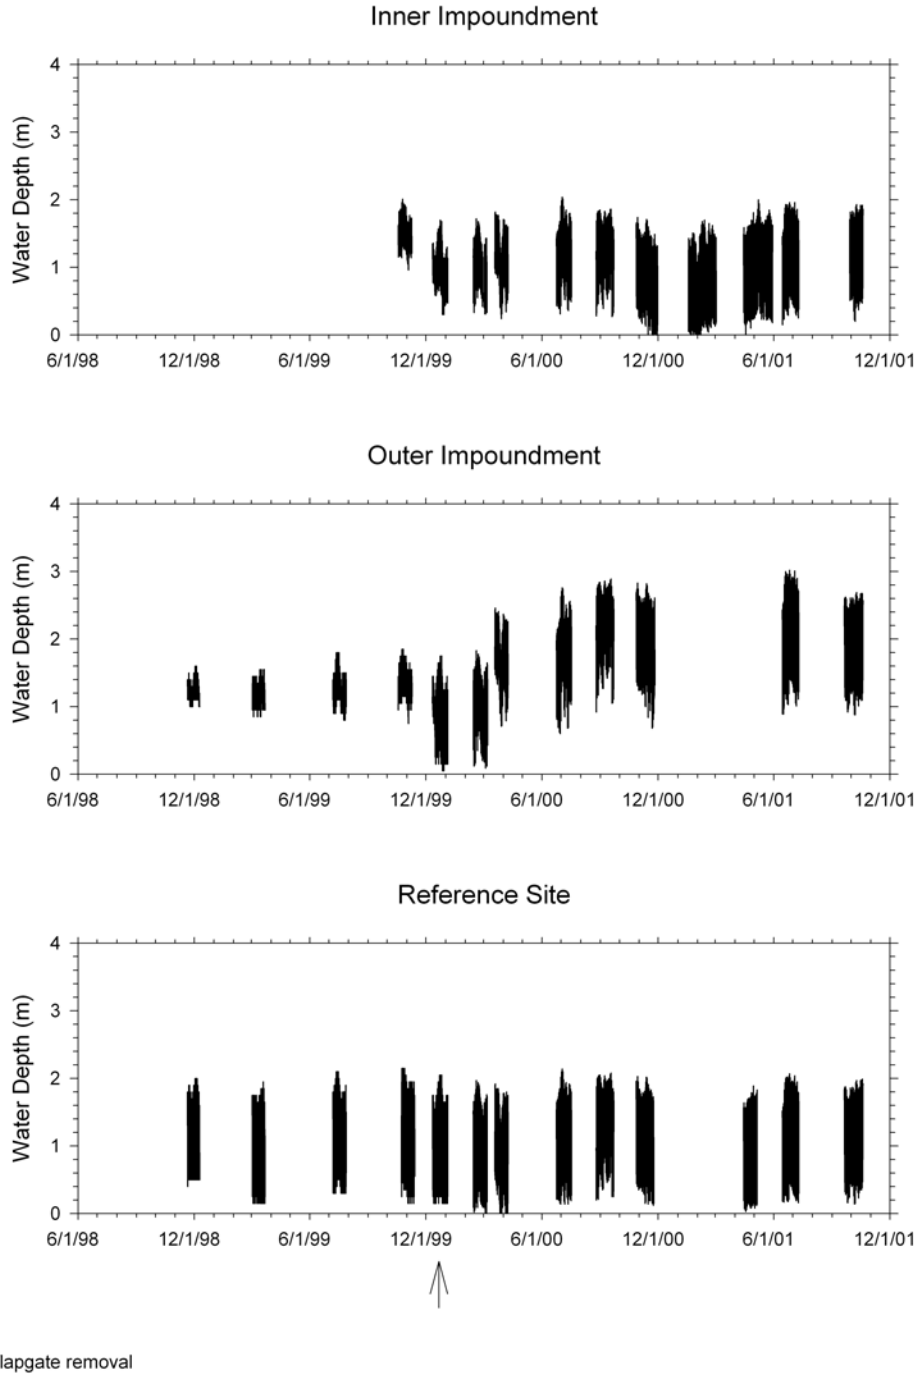 Inner Impoundment
4
3
2
1
0
Water Depth (m)
6/1/98 12/1/98 6/1/99 12/1/99 6/1/00 12/1/00 6/1/01 12/1/01
Outer Impoundment
4
3
2
1
0
Water Depth (m)
6/1/98 12/1/98 6/1/99 12/1/99 6/1/00 12/1/00 6/1/01 12/1/01
Reference Site
4
3
2
1
0
Water Depth (m)
6/1/98 12/1/98 6/1/99 12/1/99 6/1/00 12/1/00 6/1/01 12/1/01
lapgate removal